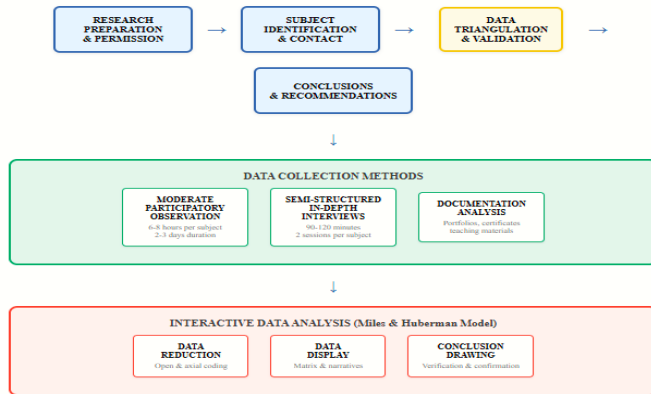 RESEARCH
PREPARATION
& PERMISSION
→
SUBJECT
IDENTIFICATION
& CONTACT
→
DATA
TRIANGULATION
& VALIDATION
→
CONCLUSIONS
& RECOMMENDATIONS
↓
DATA COLLECTION METHODS
MODERATE
PARTICIPATORY
OBSERVATION
6-8 hours per subject
2-3 days duration
SEMI-STRUCTURED
IN-DEPTH
INTERVIEWS
90-120 minutes
2 sessions per subject
DOCUMENTATION
ANALYSIS
Portfolios, certificates
teaching materials
↓
INTERACTIVE DATA ANALYSIS (Miles & Huberman Model)
DATA
REDUCTION
Open & axial coding
DATA
DISPLAY
Matrix & narratives
CONCLUSION
DRAWING
Verification & confirmation